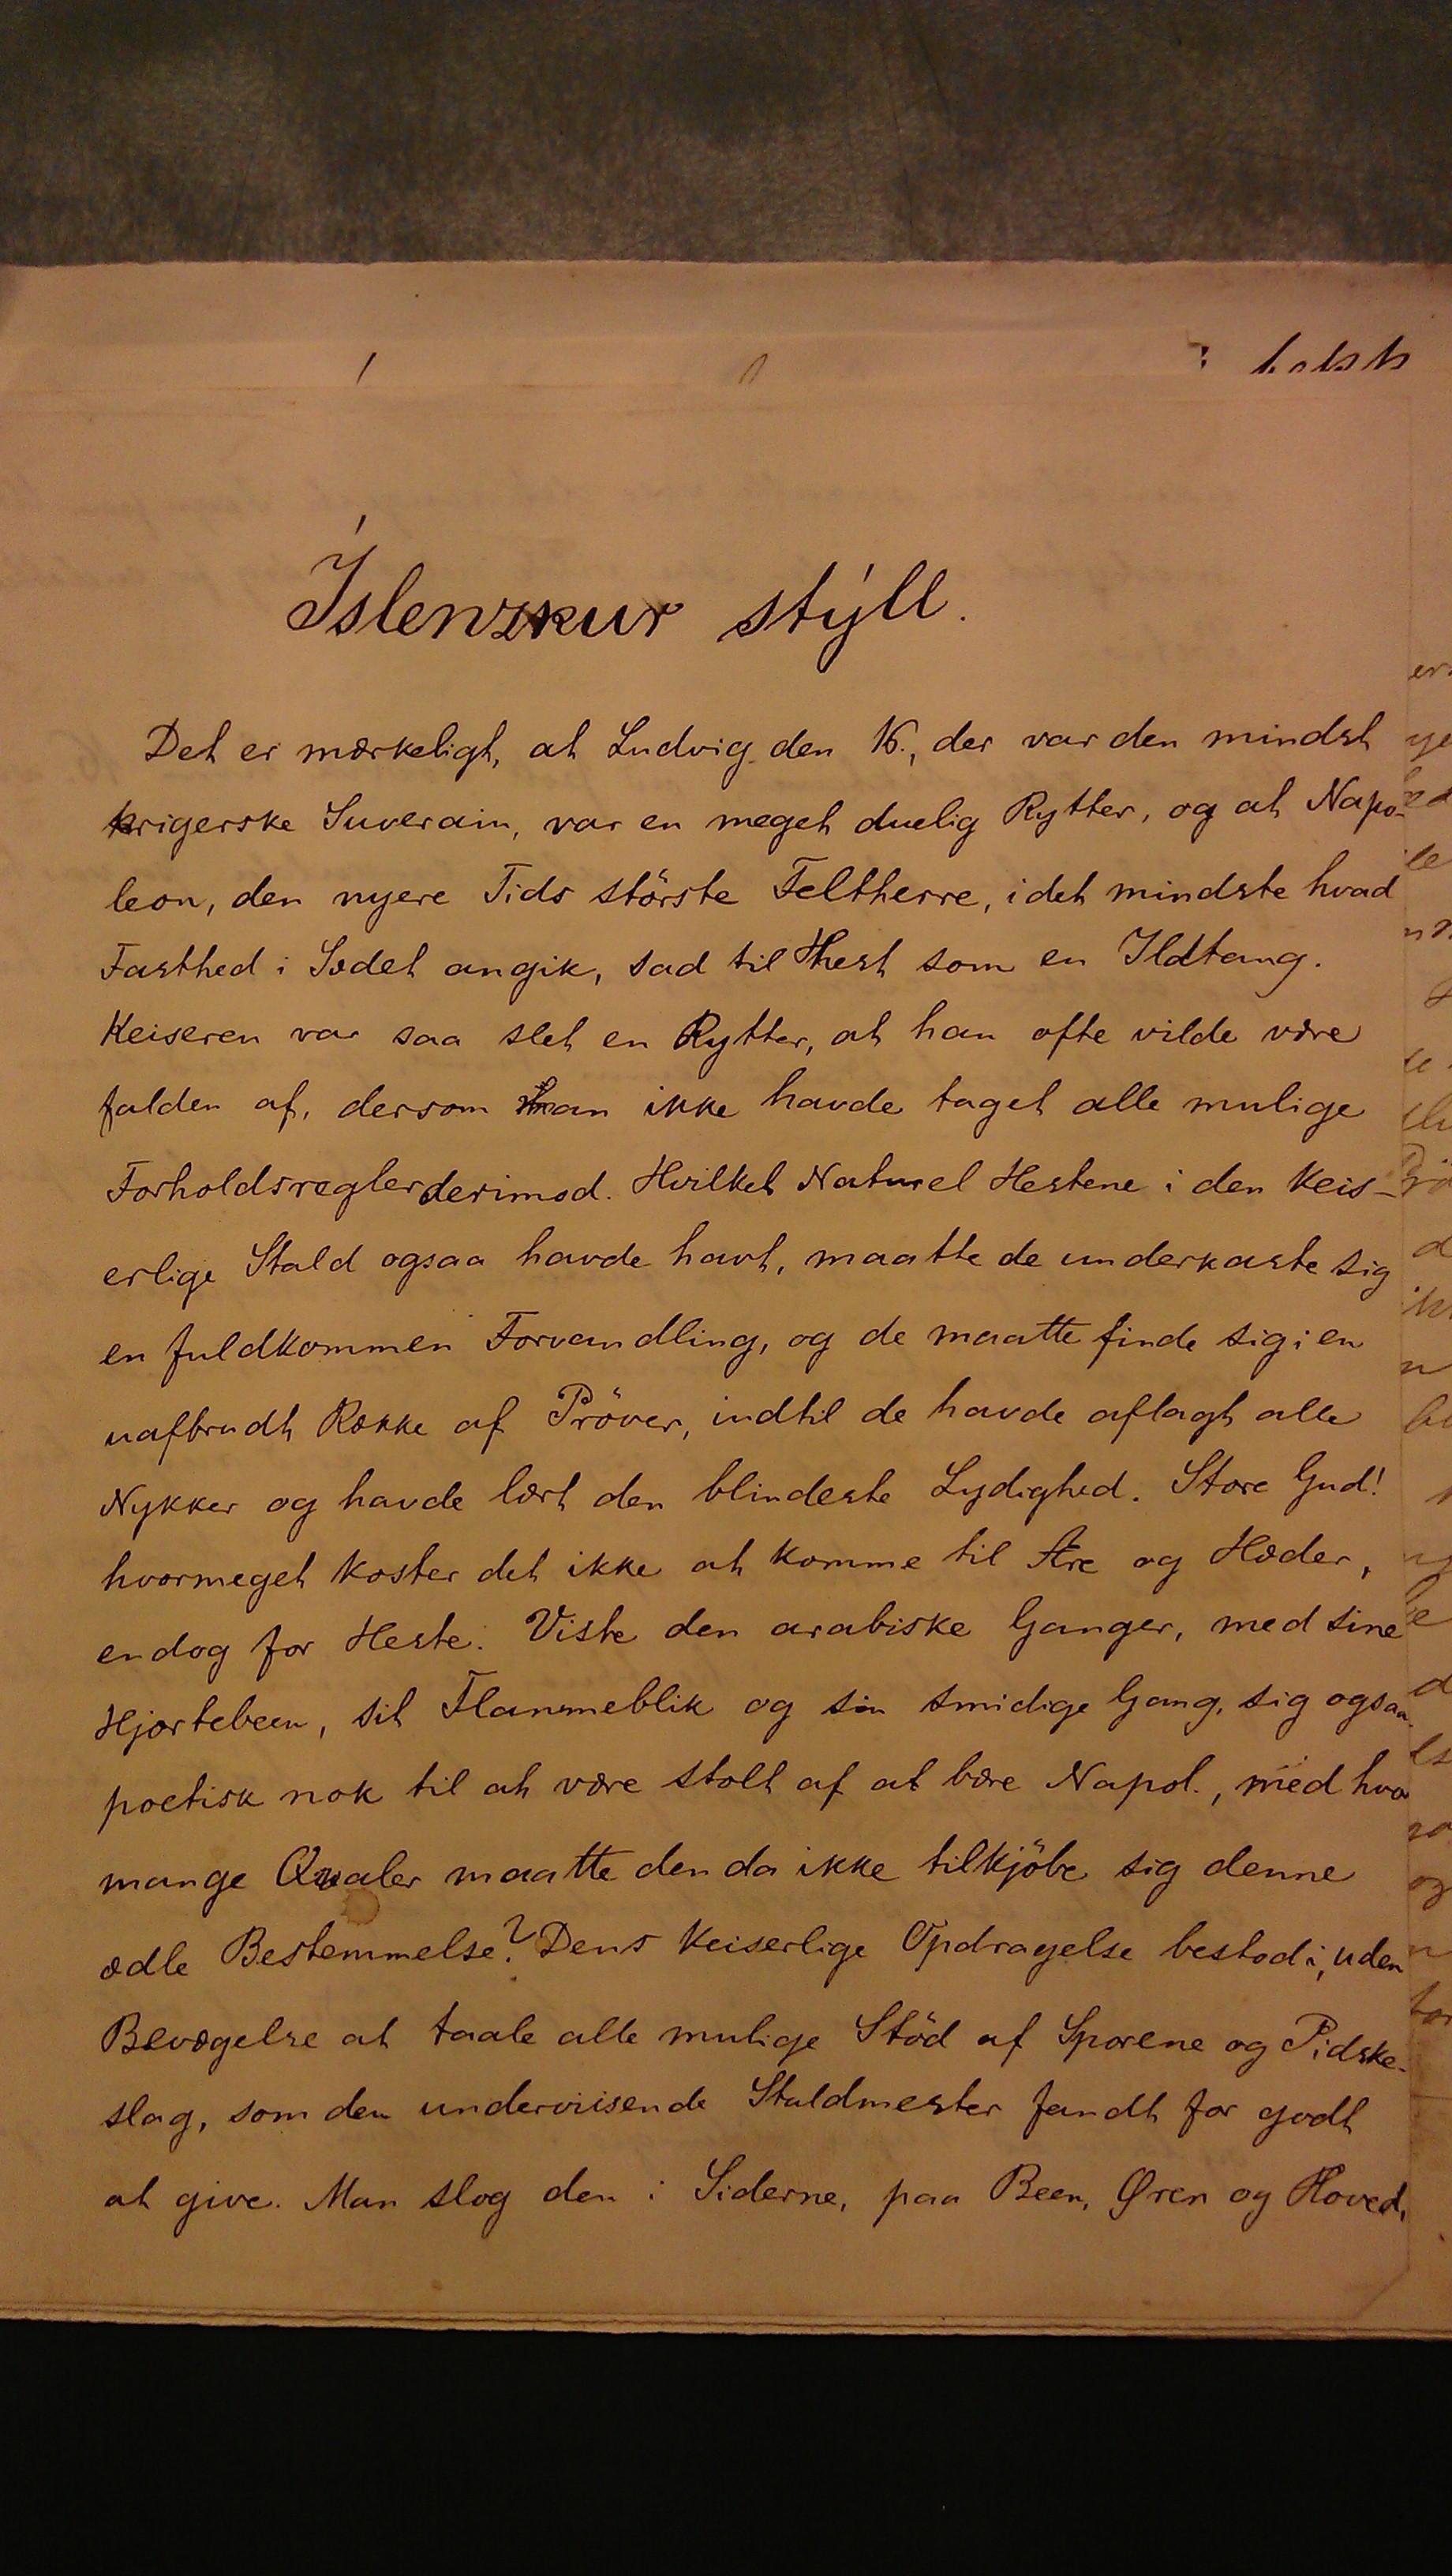 Íslenzkur stýll.
Det er mærkeligt, at Ludvig den 16., der var den mindst
krigerske Suverain, var en meget duelig Rytter, og at Napo-
leon, den nyere Tids störste Feltherre, i det mindste hvad
Fasthed i Sædet angik, sad til Hest som en Ildtang.
Keiseren var saa slet en Rytter, at han ofte vilde være
falden af, dersom man ikke havde taget alle mulige
Forholdsregler derimod. Hvilket Naturel Hestene i den Keis-
erlige Stald ogsaa havde havt, maatte de underkaste sig
en fuldkommen Forvandling, og de maatte finde sig i en
uafbrudt Række af Pröver, indtil de havde aflagt alle
Nykker og havde lært den blindeste Lydighed. Store Gud!
hvormeget koster det ikke at komme til Ære og Hæder,
endog for Heste. Viste den arabiske Ganger, med sine
Hjortebeen, sit Flammeblik og sin smidige Gang, sig ogsaa
poetisk nok til at være stolt af at bære Napol., med hvor
mange Qvaler maatte den da ikke tilkjöbe sig denne
ædle Bestemmelse? Dens Keiserlige Opdragelse bestod i, uden
Bevægelse at taale alle mulige Stöd af Sporene og Pidske-
slag, som den underviisende Staldmester fandt for godt
at give. Man slog den i Siderne, paa Been, Øren og Hoved,